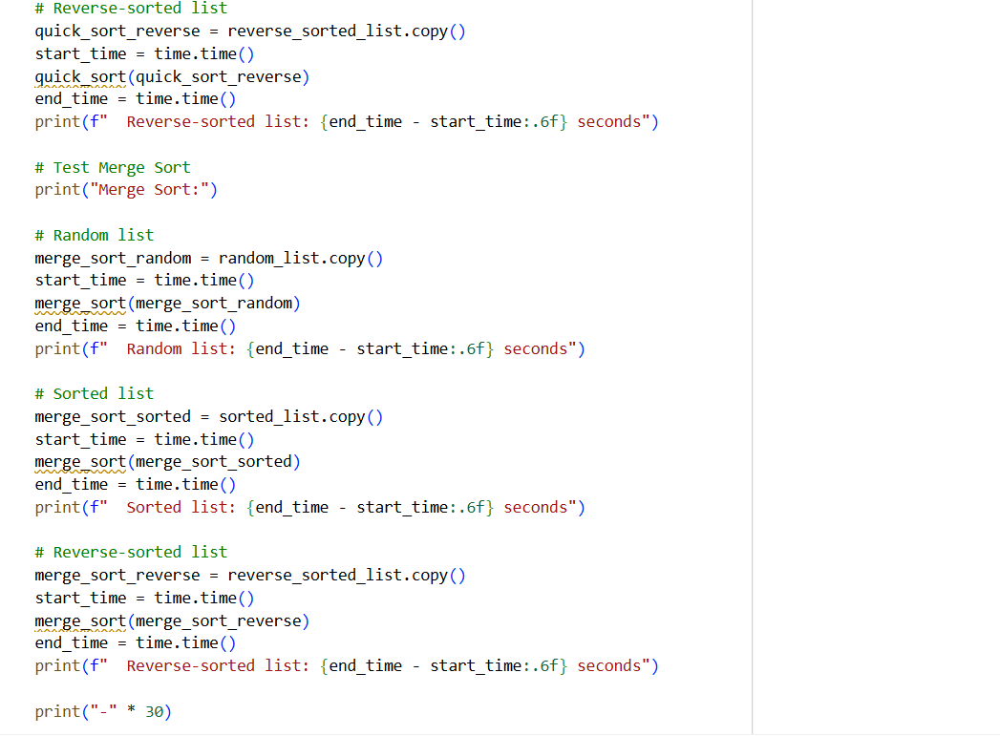 # Reverse-sorted list
quick_sort_reverse = reverse_sorted_list.copy()
start_time = time.time()
quick_sort(quick_sort_reverse)
end_time = time.time()
print(f"  Reverse-sorted list: {end_time - start_time:.6f} seconds")

# Test Merge Sort
print("Merge Sort:")

# Random list
merge_sort_random = random_list.copy()
start_time = time.time()
merge_sort(merge_sort_random)
end_time = time.time()
print(f"  Random list: {end_time - start_time:.6f} seconds")

# Sorted list
merge_sort_sorted = sorted_list.copy()
start_time = time.time()
merge_sort(merge_sort_sorted)
end_time = time.time()
print(f"  Sorted list: {end_time - start_time:.6f} seconds")

# Reverse-sorted list
merge_sort_reverse = reverse_sorted_list.copy()
start_time = time.time()
merge_sort(merge_sort_reverse)
end_time = time.time()
print(f"  Reverse-sorted list: {end_time - start_time:.6f} seconds")

print("-" * 30)